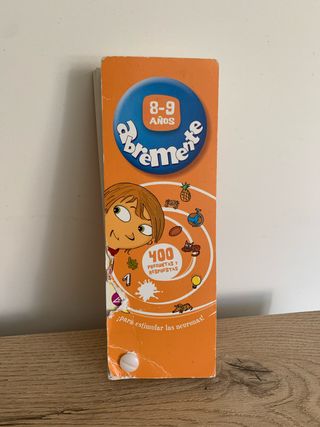 8-9
AÑOS
abremente
400
PREGUNTAS Y
RESPUESTAS
¡para estimular las neuronas!